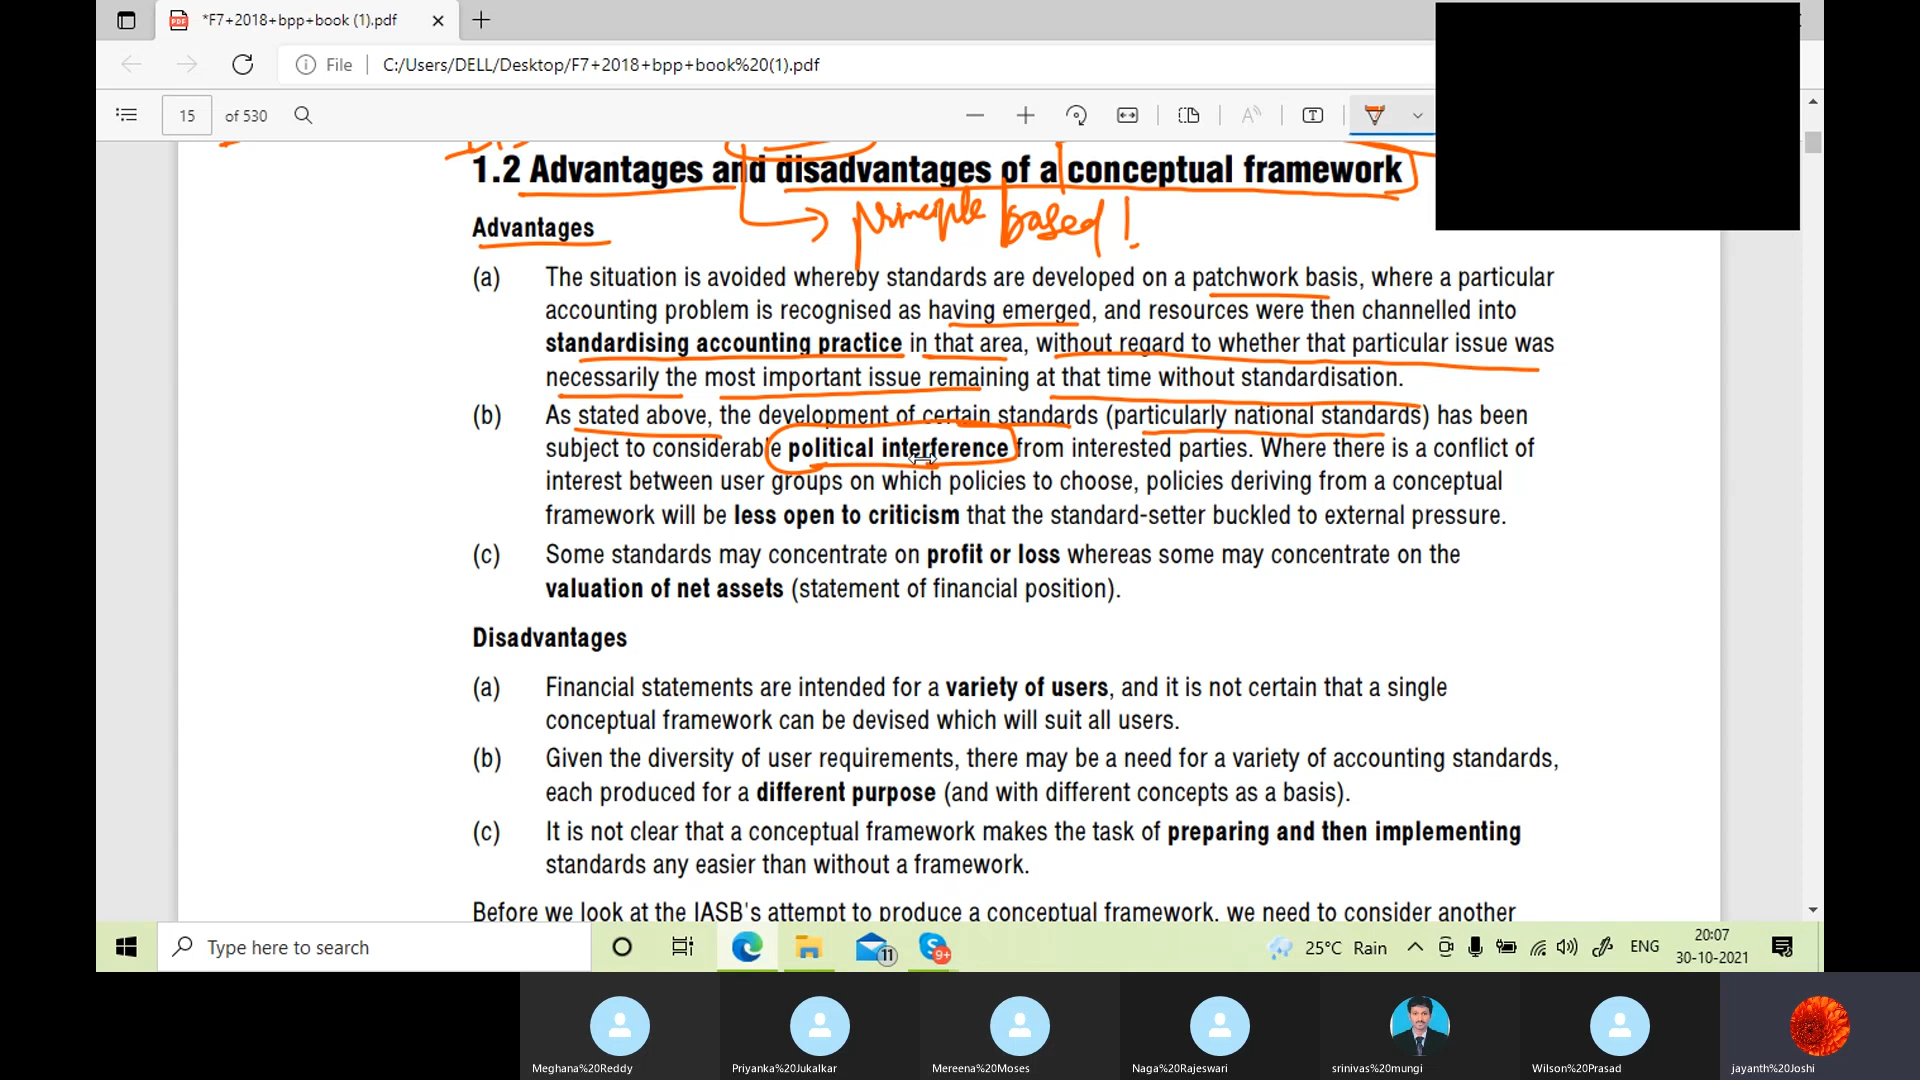 *F7+2018+bpp+book (1).pdf
File
C:/Users/DELL/Desktop/F7+2018+bpp+book%20(1).pdf
15 of 530
1.2 Advantages and disadvantages of a conceptual framework
principle based!
Advantages
(a) The situation is avoided whereby standards are developed on a patchwork basis, where a particular
accounting problem is recognised as having emerged, and resources were then channelled into
standardising accounting practice in that area, without regard to whether that particular issue was
necessarily the most important issue remaining at that time without standardisation.
(b) As stated above, the development of certain standards (particularly national standards) has been
subject to considerable political interference from interested parties. Where there is a conflict of
interest between user groups on which policies to choose, policies deriving from a conceptual
framework will be less open to criticism that the standard-setter buckled to external pressure.
(c) Some standards may concentrate on profit or loss whereas some may concentrate on the
valuation of net assets (statement of financial position).
Disadvantages
(a) Financial statements are intended for a variety of users, and it is not certain that a single
conceptual framework can be devised which will suit all users.
(b) Given the diversity of user requirements, there may be a need for a variety of accounting standards,
each produced for a different purpose (and with different concepts as a basis).
(c) It is not clear that a conceptual framework makes the task of preparing and then implementing
standards any easier than without a framework.
Before we look at the IASB's attempt to produce a conceptual framework, we need to consider another
Type here to search
11
9+
25°C Rain
ENG
20:07
30-10-2021
Meghana%20Reddy
Priyanka%20Jukalkar
Mereena%20Moses
Naga%20Rajeswari
srinivas%20mungi
Wilson%20Prasad
jayanth%20Joshi